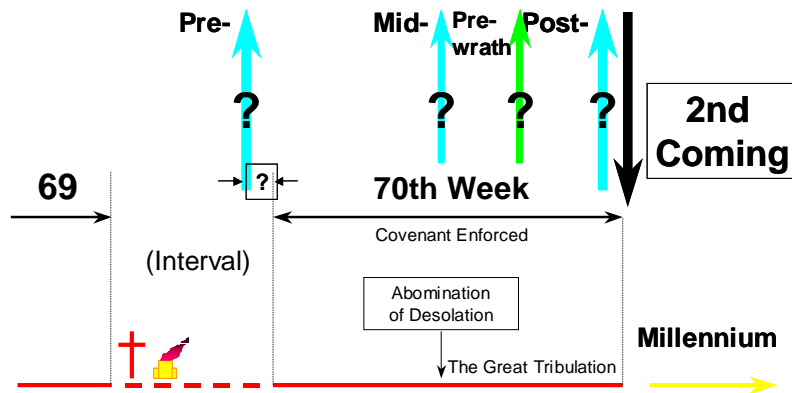 Pre-
Mid-
Pre-
wrath
Post-
?
?
?
?
2nd
Coming
?
69
70th Week
Covenant Enforced
(Interval)
Abomination
of Desolation
Millennium
The Great Tribulation